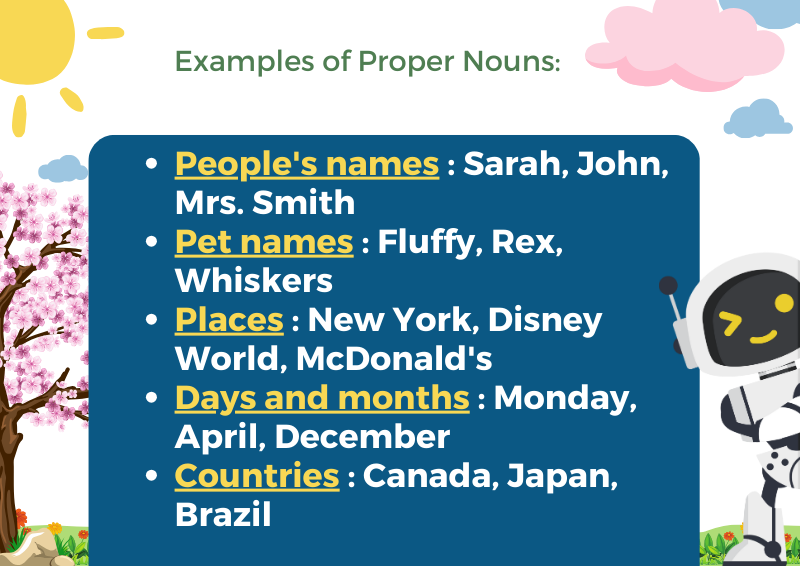 Examples of Proper Nouns:
• People's names : Sarah, John,
Mrs. Smith
• Pet names : Fluffy, Rex,
Whiskers
• Places : New York, Disney
World, McDonald's
• Days and months : Monday,
April, December
• Countries : Canada, Japan,
Brazil